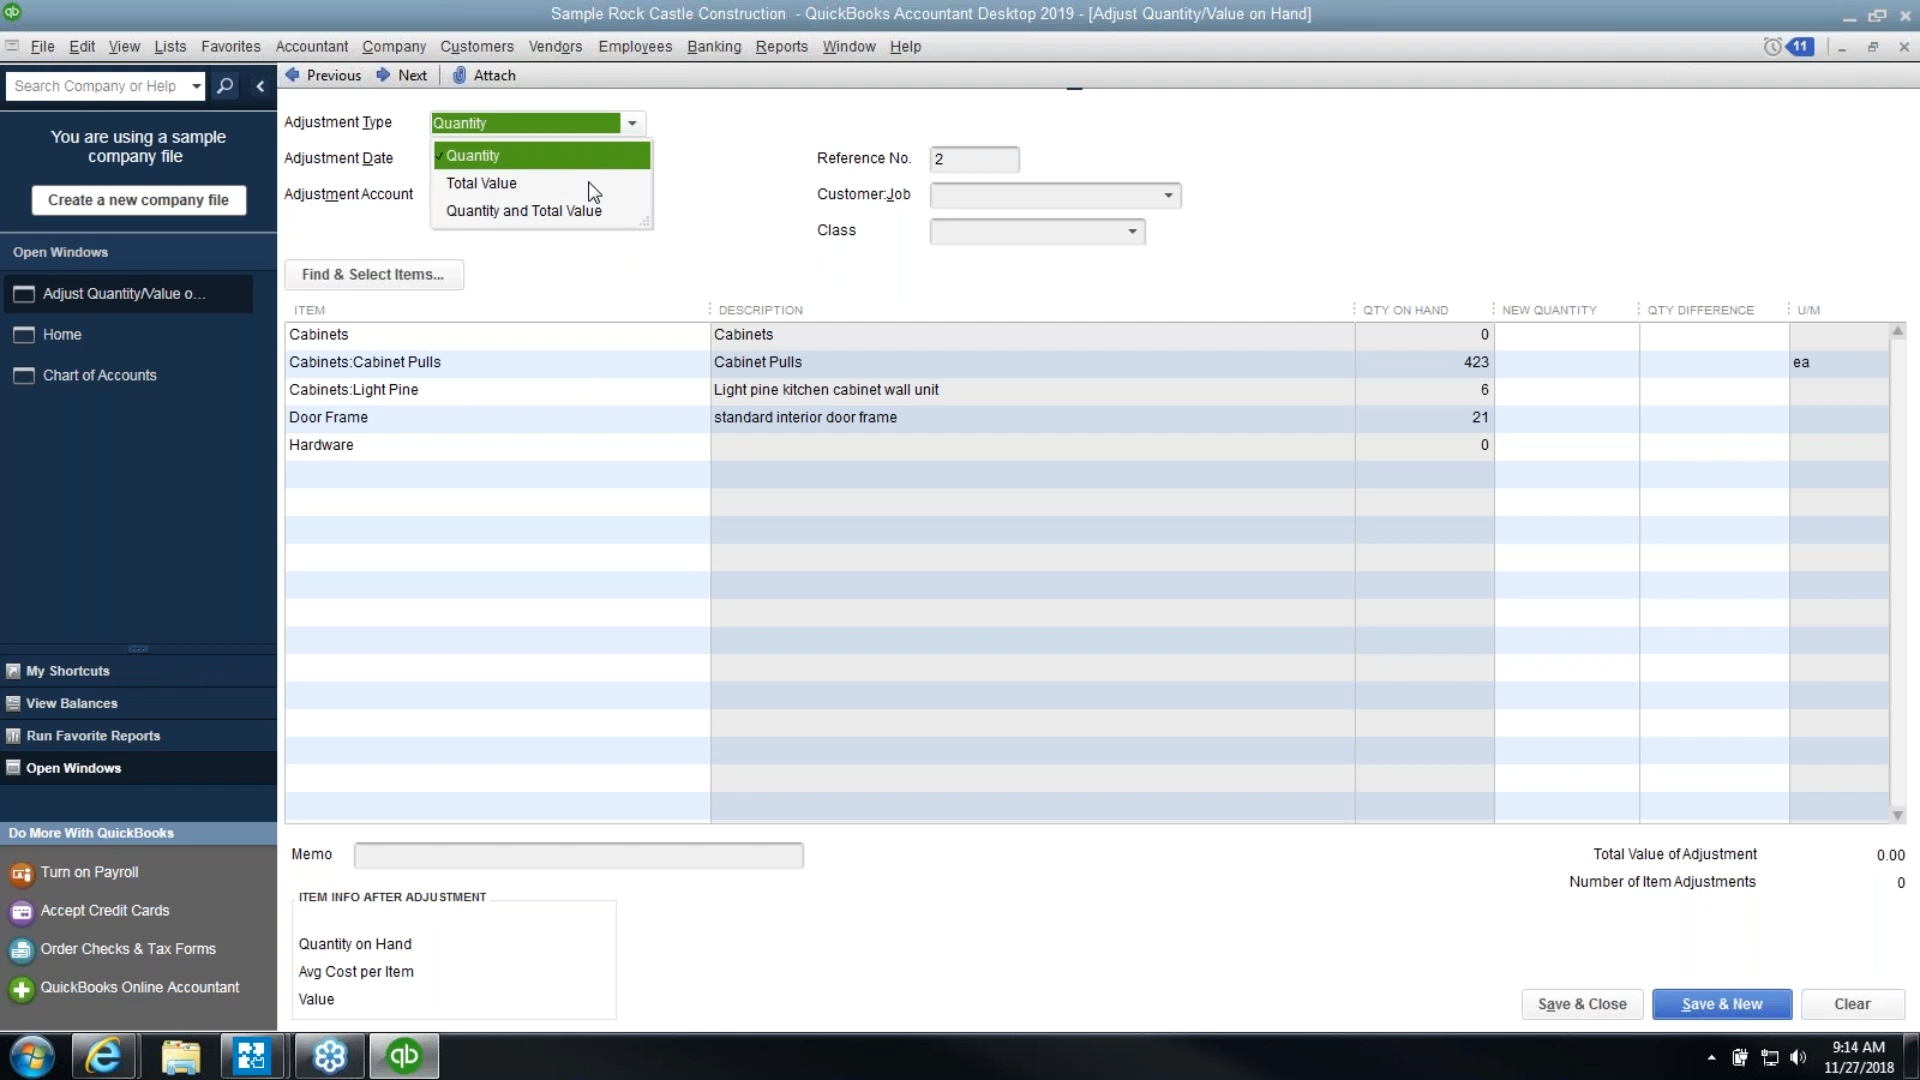 Sample Rock Castle Construction - QuickBooks Accountant Desktop 2019 - [Adjust Quantity/Value on Hand]
File Edit View Lists Favorites Accountant Company Customers Vendors Employees Banking Reports Window Help
11
Search Company or Help
Previous Next Attach
You are using a sample
company file
Create a new company file
Open Windows
Adjust Quantity/Value o...
Home
Chart of Accounts
My Shortcuts
View Balances
Run Favorite Reports
Open Windows
Do More With QuickBooks
Turn on Payroll
Accept Credit Cards
Order Checks & Tax Forms
QuickBooks Online Accountant
Adjustment Type Quantity
Quantity
Total Value
Quantity and Total Value
Adjustment Date
Adjustment Account
Reference No. 2
Customer:Job
Class
Find & Select Items...
ITEM DESCRIPTION QTY ON HAND NEW QUANTITY QTY DIFFERENCE U/M
Cabinets Cabinets 0
Cabinets:Cabinet Pulls Cabinet Pulls 423 ea
Cabinets:Light Pine Light pine kitchen cabinet wall unit 6
Door Frame standard interior door frame 21
Hardware 0
Memo
Total Value of Adjustment 0.00
Number of Item Adjustments 0
ITEM INFO AFTER ADJUSTMENT
Quantity on Hand
Avg Cost per Item
Value
Save & Close Save & New Clear
qb
9:14 AM
11/27/2018